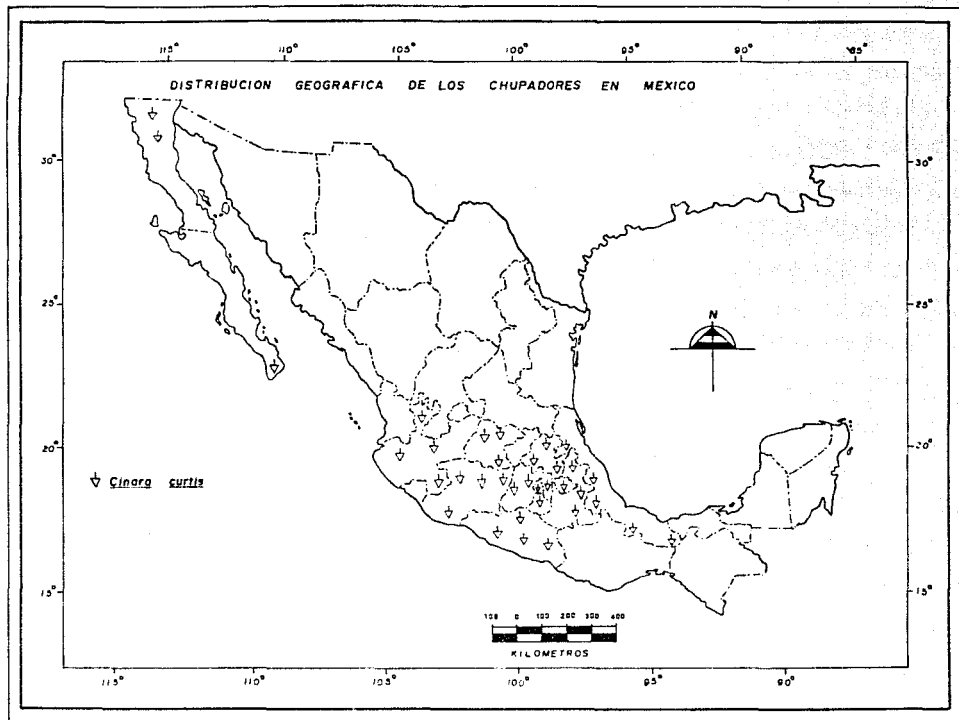 115° 110° 105° 100° 95° 90° 85°
DISTRIBUCION GEOGRAFICA DE LOS CHUPADORES EN MEXICO
30° 30°
25° 25°
N
20° 20°
Cinara curtis
15° 15°
100 0 100 200 300 400
KILOMETROS
115° 110° 105° 100° 95° 90°